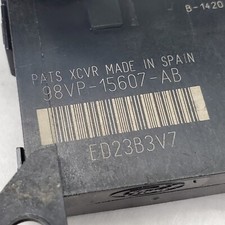 B-1420
PATS XCVR MADE IN SPAIN
98VP-15607-AB
ED23B3V7